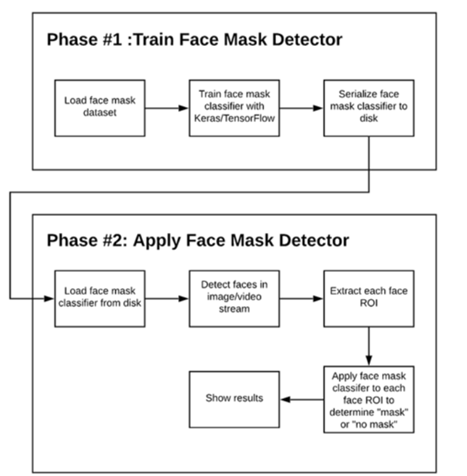 Phase #1 :Train Face Mask Detector
Load face mask
dataset
Train face mask
classifier with
Keras/TensorFlow
Serialize face
mask classifier to
disk
Phase #2: Apply Face Mask Detector
Load face mask
classifier from disk
Detect faces in
image/video
stream
Extract each face
ROI
Show results
Apply face mask
classifer to each
face ROI to
determine "mask"
or "no mask"